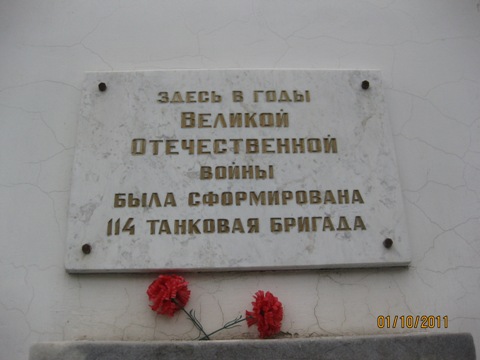 ЗДЕСЬ В ГОДЫ
ВЕЛИКОЙ
ОТЕЧЕСТВЕННОЙ
ВОЙНЫ
БЫЛА СФОРМИРОВАНА
114 ТАНКОВАЯ БРИГАДА
01/10/2011